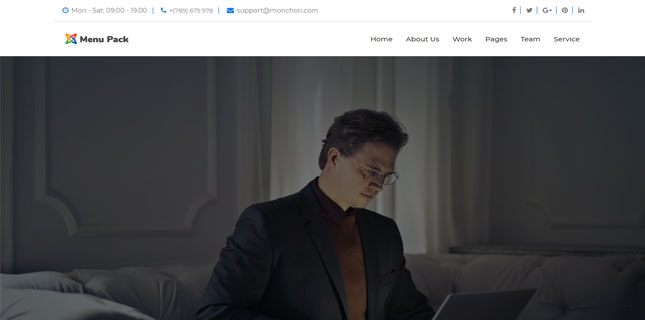 Mon - Sat: 09.00 - 19.00 | +(789) 675 978 | support@monchori.com
Menu Pack Home About Us Work Pages Team Service